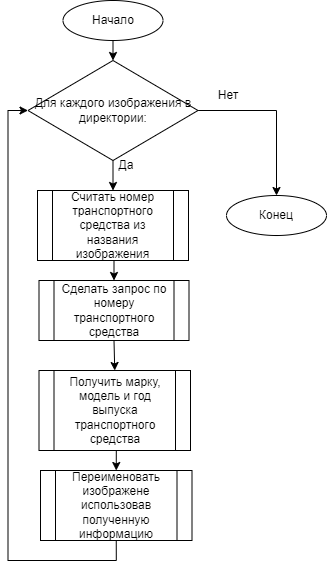 Начало
Для каждого изображения в
директории:
Нет
Да
Считать номер
транспортного
средства из
названия
изображения
Конец
Сделать запрос по
номеру
транспортного
средства
Получить марку,
модель и год
выпуска
транспортного
средства
Переименовать
изображене
использовав
полученную
информацию